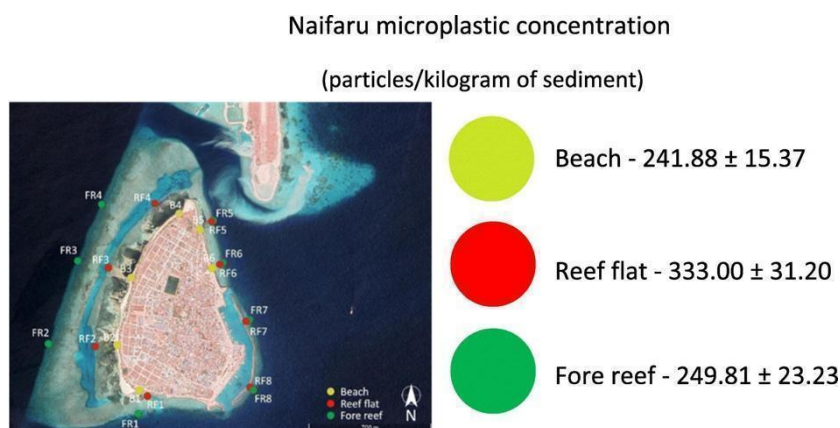 Naifaru microplastic concentration
(particles/kilogram of sediment)
Beach - 241.88 ± 15.37
Reef flat - 333.00 ± 31.20
Fore reef - 249.81 ± 23.23
FR4
RF4
B4
B5
FR5
RF5
FR3
RF3
B3
B6
FR6
RF6
FR7
RF7
FR2
RF2
B2
RF8
FR8
B1
RF1
FR1
Beach
Reef flat
Fore reef
N